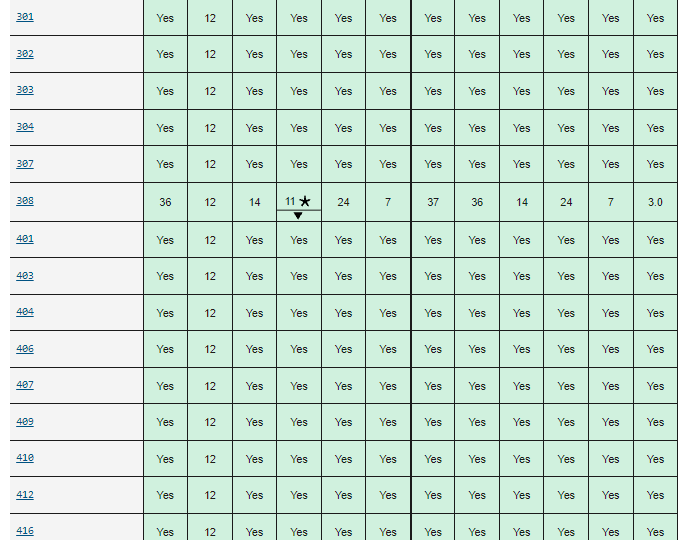 301 Yes 12 Yes Yes Yes Yes Yes Yes Yes Yes Yes Yes
302 Yes 12 Yes Yes Yes Yes Yes Yes Yes Yes Yes Yes
303 Yes 12 Yes Yes Yes Yes Yes Yes Yes Yes Yes Yes
304 Yes 12 Yes Yes Yes Yes Yes Yes Yes Yes Yes Yes
307 Yes 12 Yes Yes Yes Yes Yes Yes Yes Yes Yes Yes
308 36 12 14 11 24 7 37 36 14 24 7 3.0
401 Yes 12 Yes Yes Yes Yes Yes Yes Yes Yes Yes Yes
403 Yes 12 Yes Yes Yes Yes Yes Yes Yes Yes Yes Yes
404 Yes 12 Yes Yes Yes Yes Yes Yes Yes Yes Yes Yes
406 Yes 12 Yes Yes Yes Yes Yes Yes Yes Yes Yes Yes
407 Yes 12 Yes Yes Yes Yes Yes Yes Yes Yes Yes Yes
409 Yes 12 Yes Yes Yes Yes Yes Yes Yes Yes Yes Yes
410 Yes 12 Yes Yes Yes Yes Yes Yes Yes Yes Yes Yes
412 Yes 12 Yes Yes Yes Yes Yes Yes Yes Yes Yes Yes
416 Yes 12 Yes Yes Yes Yes Yes Yes Yes Yes Yes Yes